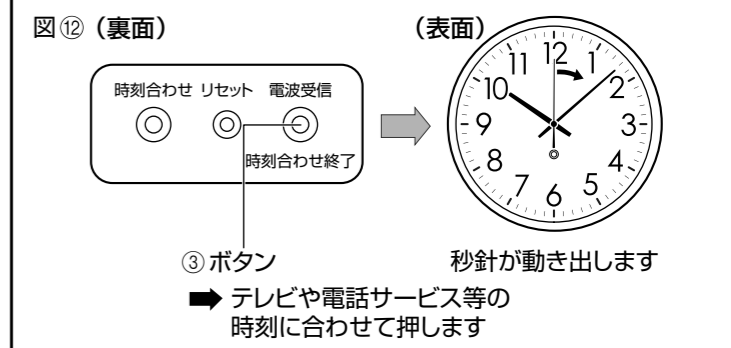 図⑫（裏面）
（表面）
時刻合わせ リセット 電波受信
時刻合わせ終了
③ボタン
➡ テレビや電話サービス等の
時刻に合わせて押します
12
1
2
3
4
5
6
7
8
9
10
11
秒針が動き出します